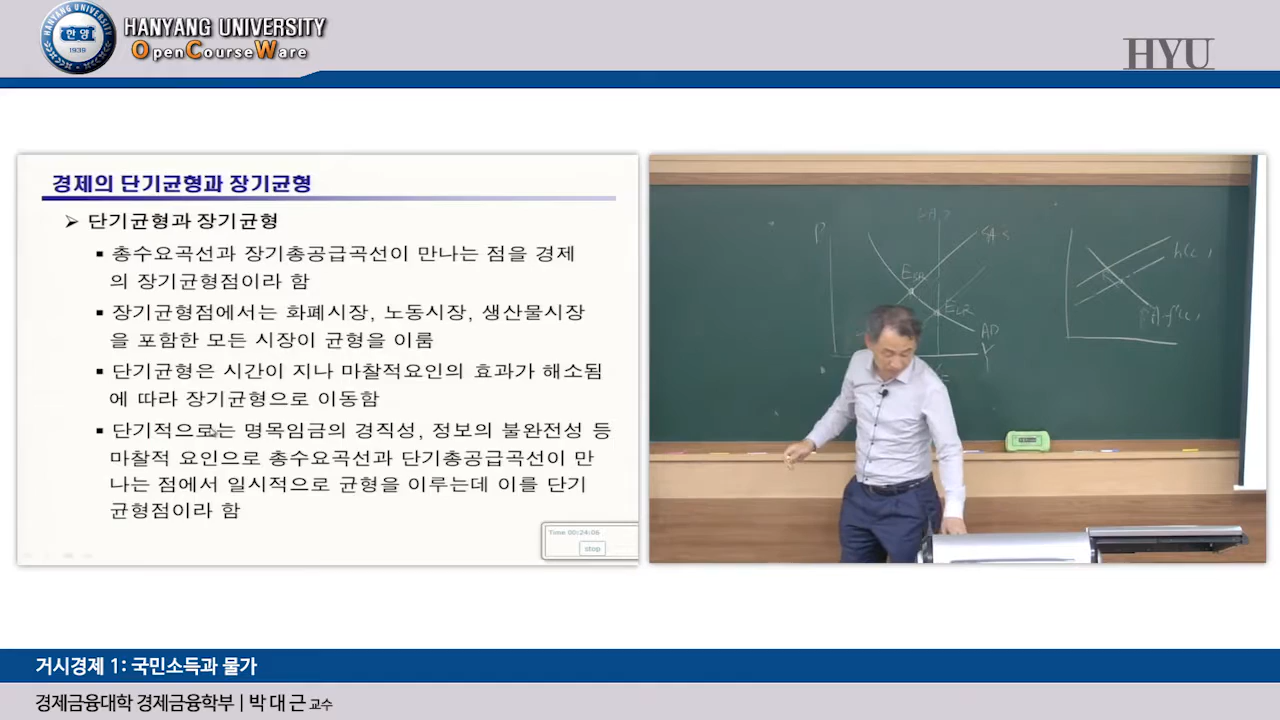 HANYANG UNIVERSITY
OpenCourseWare
HANYANG UNIVERSITY
한양
1939
HYU
경제의 단기균형과 장기균형
단기균형과 장기균형
총수요곡선과 장기총공급곡선이 만나는 점을 경제
의 장기균형점이라 함
장기균형점에서는 화폐시장, 노동시장, 생산물시장
을 포함한 모든 시장이 균형을 이룸
단기균형은 시간이 지나 마찰적요인의 효과가 해소됨
에 따라 장기균형으로 이동함
단기적으로는 명목임금의 경직성, 정보의 불완전성 등
마찰적 요인으로 총수요곡선과 단기총공급곡선이 만
나는 점에서 일시적으로 균형을 이루는데 이를 단기
균형점이라 함
Time 00:24:06
stop
P
E_SR
E_LR
AD
Y
거시경제 1: 국민소득과 물가
경제금융대학 경제금융학부 | 박 대 근 교수